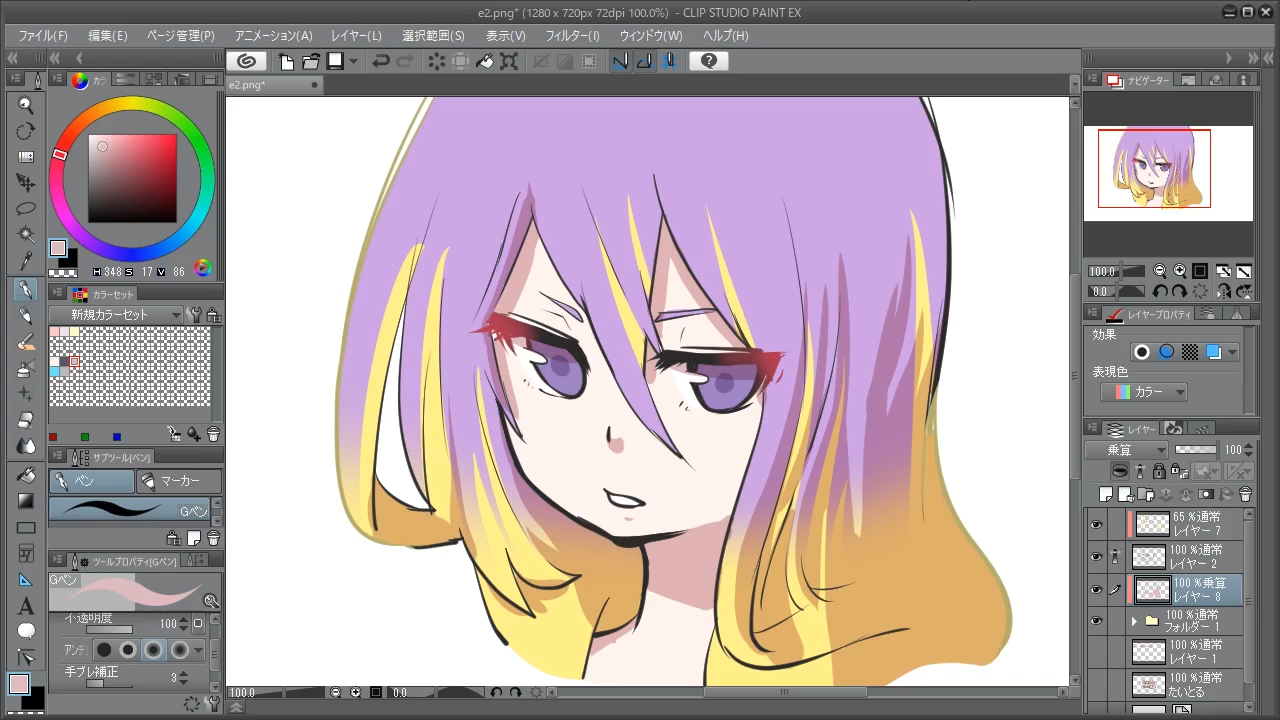 e2.png* (1280 x 720px 72dpi 100.0%) - CLIP STUDIO PAINT EX
ファイル(F) 編集(E) ページ管理(P) アニメーション(A) レイヤー(L) 選択範囲(S) 表示(V) フィルター(I) ウィンドウ(W) ヘルプ(H)
カラ
e2.png*
ナビゲーター
H 348 S 17 V 86
100.0
0.0
カラーセット
新規カラーセット
レイヤープロパティ
効果
表現色
カラー
サブツール[ペン]
ペン
マーカー
Gペン
レイヤー
乗算 100
ツールプロパティ[Gペン]
Gペン
不透明度 100
アンチ
手ブレ補正 3
65 %通常
レイヤー 7
100 %通常
レイヤー 2
100 %乗算
レイヤー 8
100 %通常
フォルダー 1
100 %通常
レイヤー 1
100 %通常
たいとる
100.0
0.0